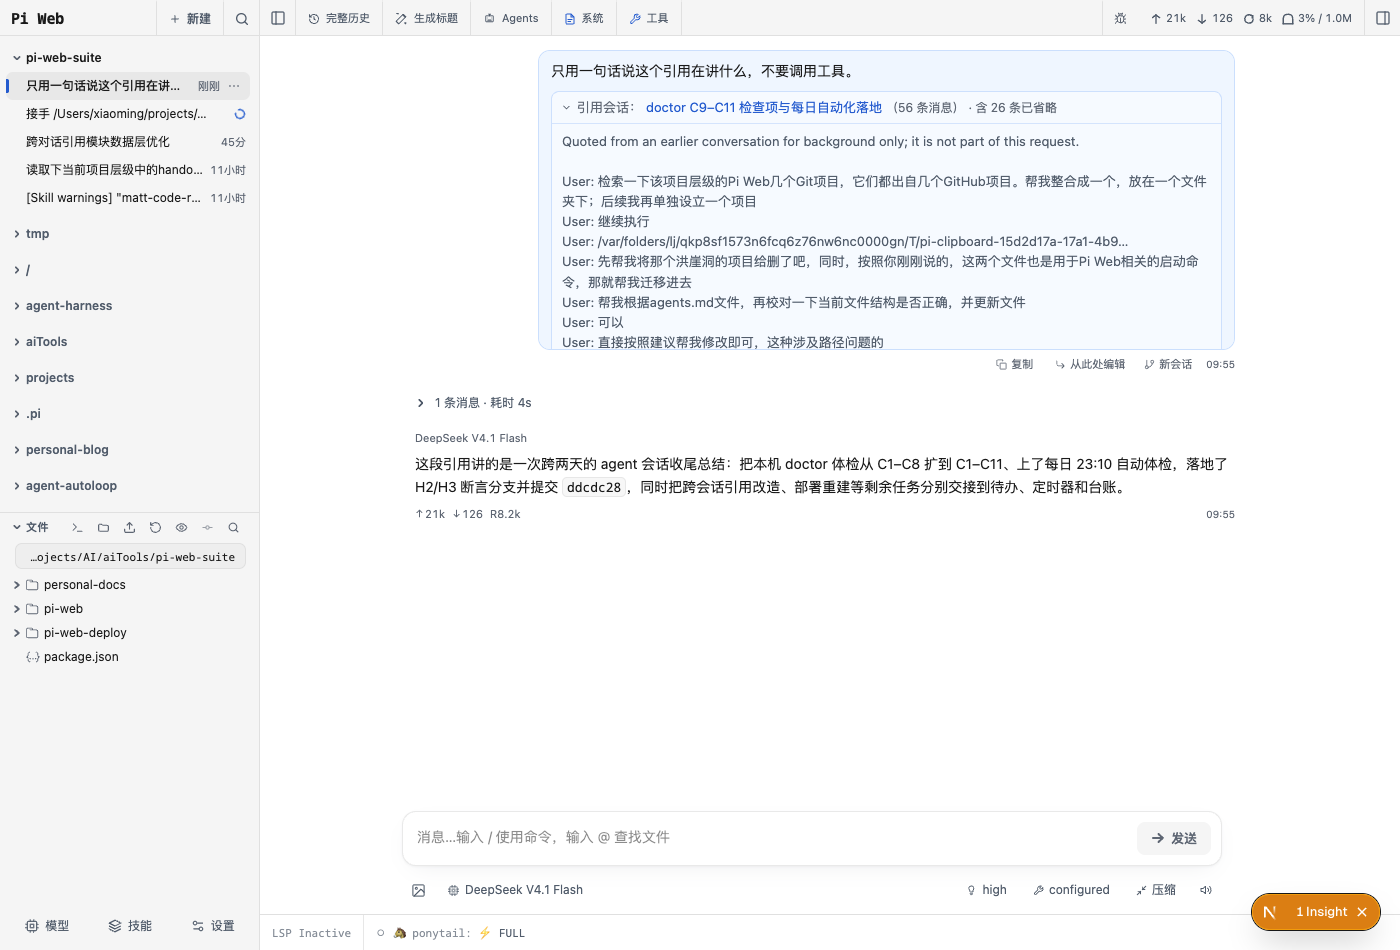 Pi Web
新建
完整历史
生成标题
Agents
系统
工具
21k
126
8k
3% / 1.0M
pi-web-suite
只用一句话说这个引用在讲... 刚刚 ...
接手 /Users/xiaoming/projects/...
跨对话引用模块数据层优化 45分
读取下当前项目层级中的hando... 11小时
[Skill warnings] "matt-code-r... 11小时
tmp
/
agent-harness
aiTools
projects
.pi
personal-blog
agent-autoloop
文件
…ojects/AI/aiTools/pi-web-suite
personal-docs
pi-web
pi-web-deploy
package.json
模型
技能
设置
只用一句话说这个引用在讲什么，不要调用工具。
引用会话： doctor C9–C11 检查项与每日自动化落地 （56 条消息） · 含 26 条已省略
Quoted from an earlier conversation for background only; it is not part of this request.
User: 检索一下该项目层级的Pi Web几个Git项目，它们都出自几个GitHub项目。帮我整合成一个，放在一个文件
夹下；后续我再单独设立一个项目
User: 继续执行
User: /var/folders/lj/qkp8sf1573n6fcq6z76nw6nc0000gn/T/pi-clipboard-15d2d17a-17a1-4b9…
User: 先帮我将那个洪崖洞的项目给删了吧，同时，按照你刚刚说的，这两个文件也是用于Pi Web相关的启动命
令，那就帮我迁移进去
User: 帮我根据agents.md文件，再校对一下当前文件结构是否正确，并更新文件
User: 可以
User: 直接按照建议帮我修改即可，这种涉及路径问题的
复制
从此处编辑
新会话
09:55
1 条消息 · 耗时 4s
DeepSeek V4.1 Flash
这段引用讲的是一次跨两天的 agent 会话收尾总结：把本机 doctor 体检从 C1–C8 扩到 C1–C11、上了每日 23:10 自动体检，落地了
H2/H3 断言分支并提交 ddcdc28，同时把跨会话引用改造、部署重建等剩余任务分别交接到待办、定时器和台账。
↑21k ↓126 R8.2k
09:55
消息...输入 / 使用命令，输入 @ 查找文件
发送
DeepSeek V4.1 Flash
high
configured
压缩
LSP Inactive
ponytail: ⚡ FULL
1 Insight